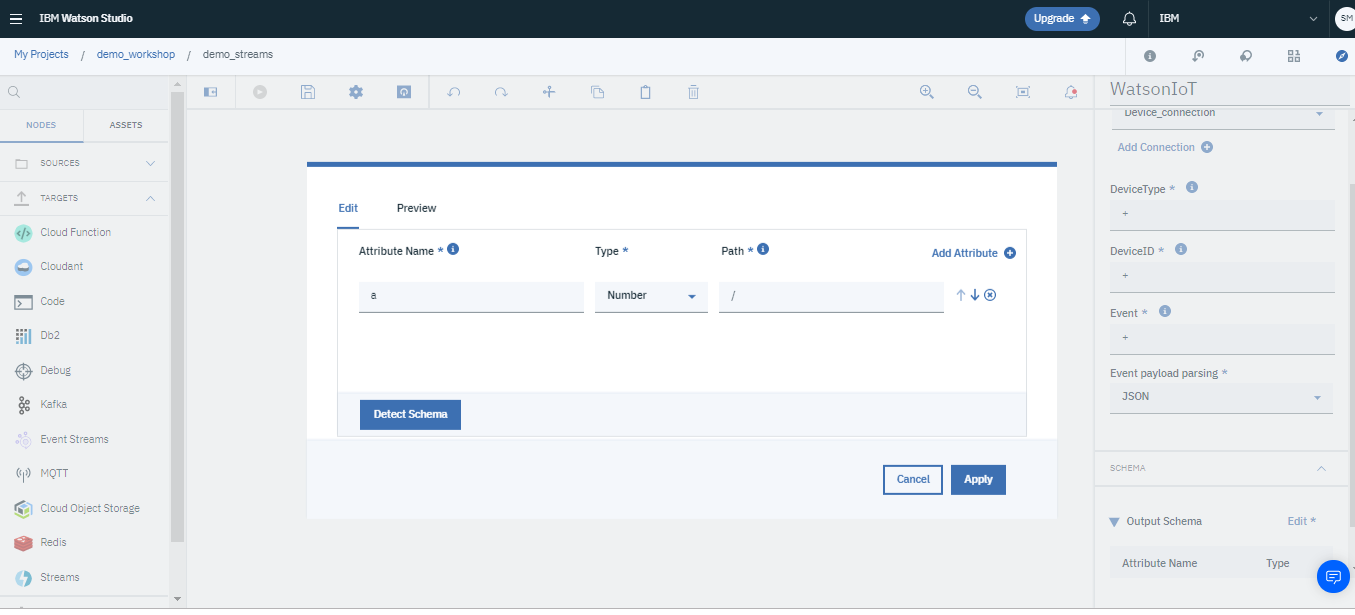 IBM Watson Studio
Upgrade
IBM
SM
My Projects / demo_workshop / demo_streams
WatsonIoT
NODES
ASSETS
SOURCES
TARGETS
Cloud Function
Cloudant
Code
Db2
Debug
Kafka
Event Streams
MQTT
Cloud Object Storage
Redis
Streams
Edit
Preview
Attribute Name *
Type *
Path *
Add Attribute
a
Number
/
Detect Schema
Cancel
Apply
Device_connection
Add Connection
DeviceType *
+
DeviceID *
+
Event *
+
Event payload parsing *
JSON
SCHEMA
Output Schema
Edit *
Attribute Name
Type